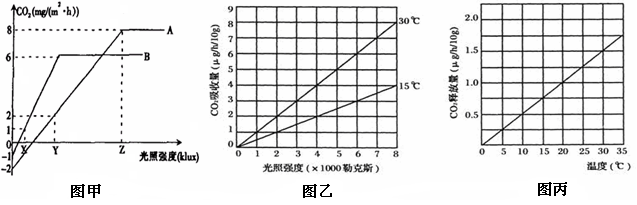 CO₂(mg/(m²·h))
8
6
2
1
0
-1
-2
A
B
X
Y
Z
光照强度(klux)
图甲
CO₂吸收量(μg/h/10g)
9
8
7
6
5
4
3
2
1
0
30℃
15℃
0 1 2 3 4 5 6 7 8
光照强度(×1000勒克斯)
图乙
CO₂释放量(μg/h/10g)
2.0
1.5
1.0
0.5
0 5 10 15 20 25 30 35
温度(℃)
图丙